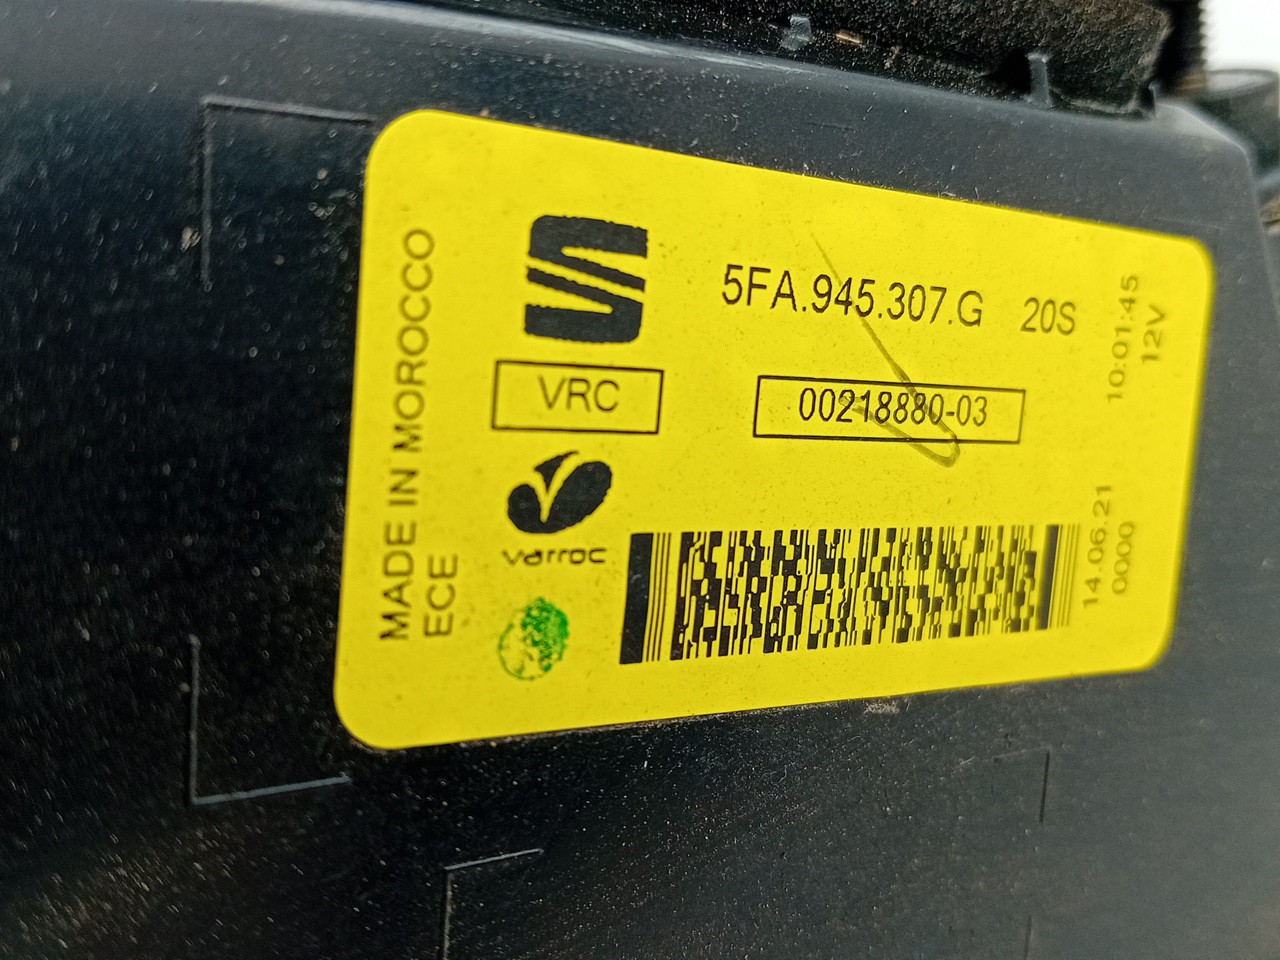 MADE IN MOROCCO
ECE
5FA.945.307.G 20S
VRC
00218880-03
varroc
10:01:45
12V
14.06.21
0000